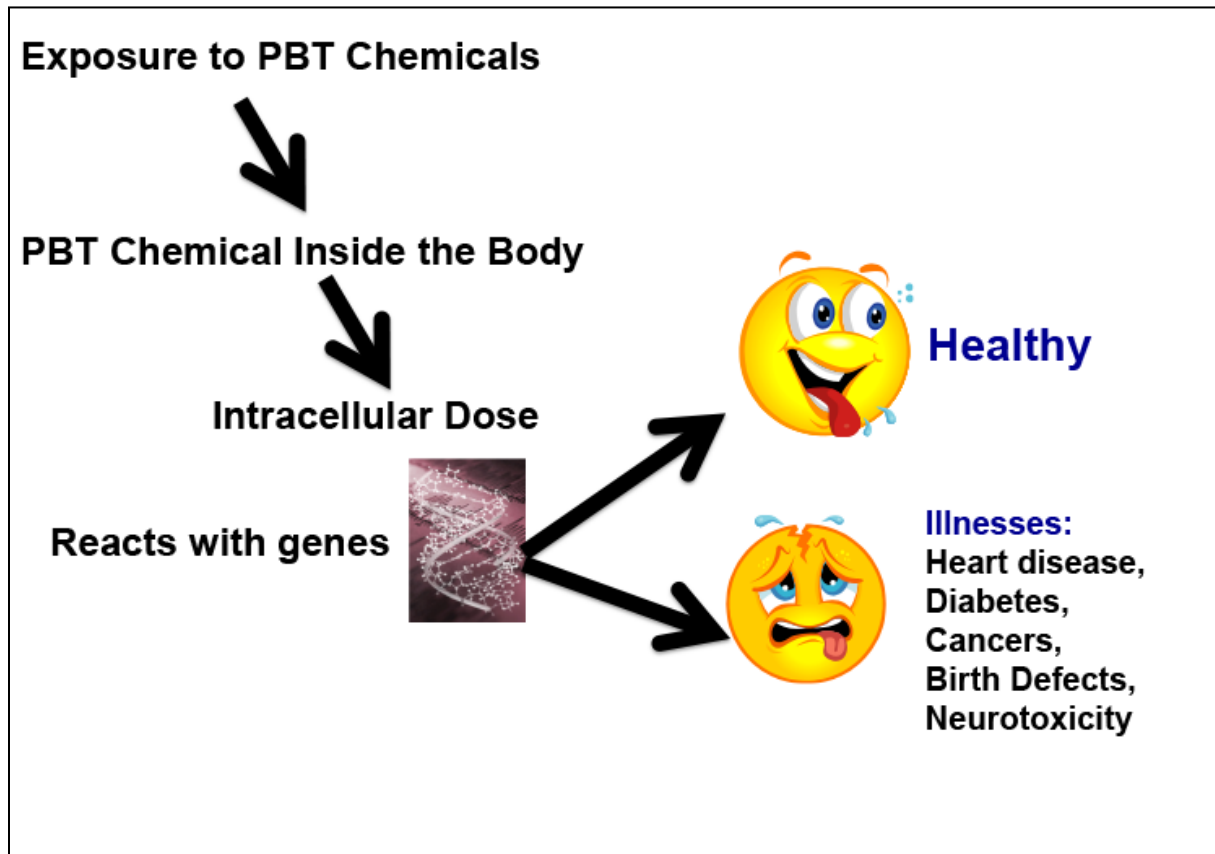 Exposure to PBT Chemicals
PBT Chemical Inside the Body
Intracellular Dose
Reacts with genes
Healthy
Illnesses:
Heart disease,
Diabetes,
Cancers,
Birth Defects,
Neurotoxicity